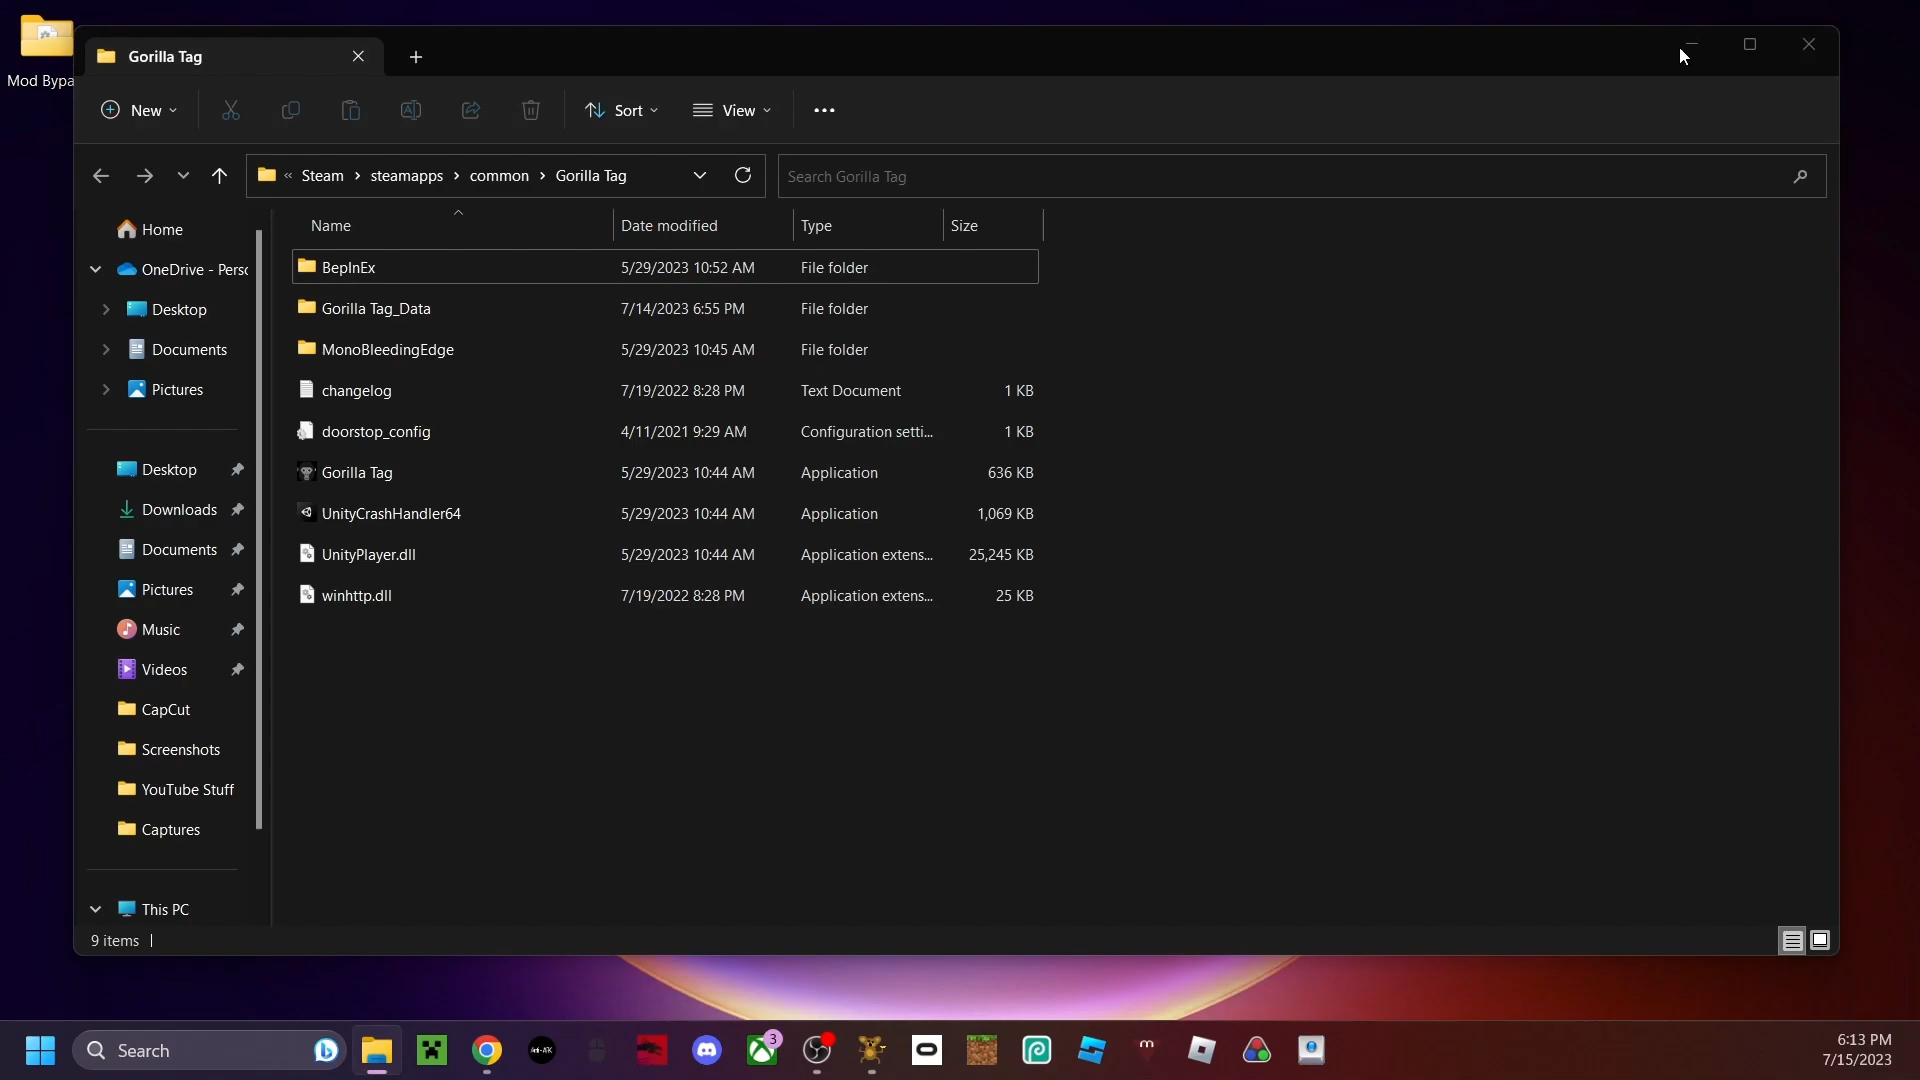 Mod Bypa
Gorilla Tag
New
Sort
View
Steam
steamapps
common
Gorilla Tag
Search Gorilla Tag
Name
Date modified
Type
Size
Home
OneDrive - Perso
Desktop
Documents
Pictures
Desktop
Downloads
Documents
Pictures
Music
Videos
CapCut
Screenshots
YouTube Stuff
Captures
This PC
BepInEx 5/29/2023 10:52 AM File folder
Gorilla Tag_Data 7/14/2023 6:55 PM File folder
MonoBleedingEdge 5/29/2023 10:45 AM File folder
changelog 7/19/2022 8:28 PM Text Document 1 KB
doorstop_config 4/11/2021 9:29 AM Configuration setti... 1 KB
Gorilla Tag 5/29/2023 10:44 AM Application 636 KB
UnityCrashHandler64 5/29/2023 10:44 AM Application 1,069 KB
UnityPlayer.dll 5/29/2023 10:44 AM Application extens... 25,245 KB
winhttp.dll 7/19/2022 8:28 PM Application extens... 25 KB
9 items
Search
3
6:13 PM
7/15/2023